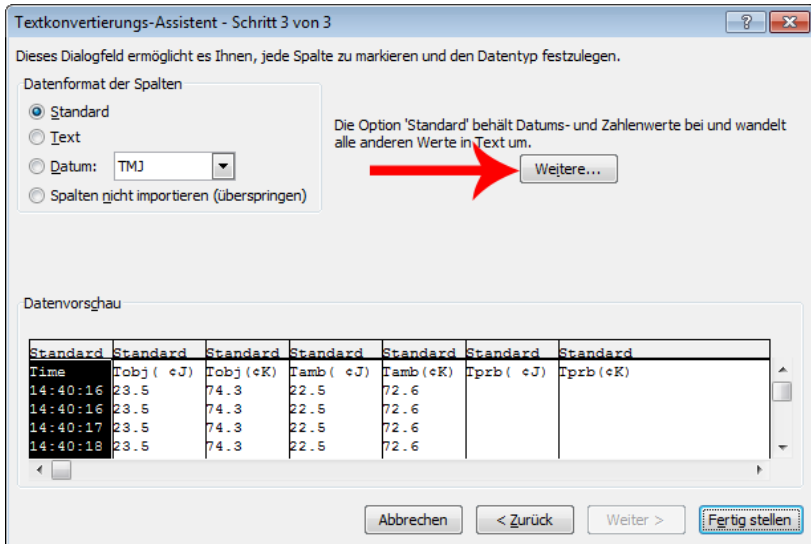 Textkonvertierungs-Assistent - Schritt 3 von 3
Dieses Dialogfeld ermöglicht es Ihnen, jede Spalte zu markieren und den Datentyp festzulegen.
Datenformat der Spalten
Standard
Text
Datum: TMJ
Spalten nicht importieren (überspringen)
Die Option 'Standard' behält Datums- und Zahlenwerte bei und wandelt
alle anderen Werte in Text um.
Weitere...
Datenvorschau
Standard Standard Standard Standard Standard Standard Standard
Time Tobj( ¢J) Tobj(¢K) Tamb( ¢J) Tamb(¢K) Tprb( ¢J) Tprb(¢K)
14:40:16 23.5 74.3 22.5 72.6
14:40:16 23.5 74.3 22.5 72.6
14:40:17 23.5 74.3 22.5 72.6
14:40:18 23.5 74.3 22.5 72.6
Abbrechen < Zurück Weiter > Fertig stellen